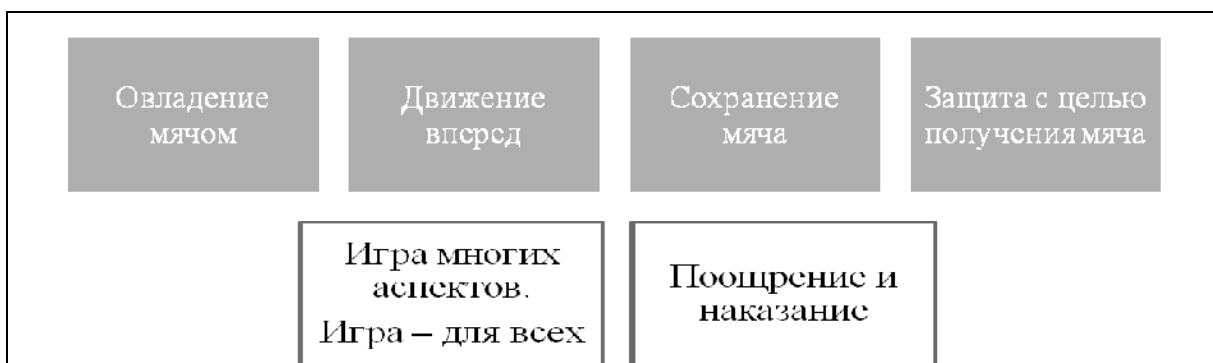 Овладение
мячом
Движение
вперед
Сохранение
мяча
Защита с целью
получения мяча
Игра многих
аспектов.
Игра – для всех
Поощрение и
наказание